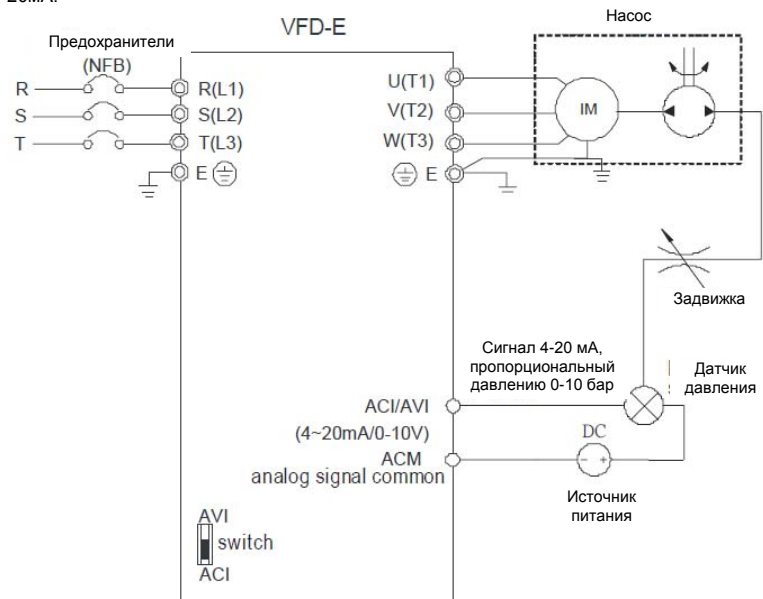 Насос
VFD-E
Предохранители
(NFB)
R
R(L1)
U(T1)
S
S(L2)
V(T2)
IM
T
T(L3)
W(T3)
E
E
Задвижка
Сигнал 4-20 мА,
пропорциональный
давлению 0-10 бар
Датчик
давления
ACI/AVI
(4~20mA/0-10V)
DC
ACM
- +
analog signal common
Источник
питания
AVI
switch
ACI